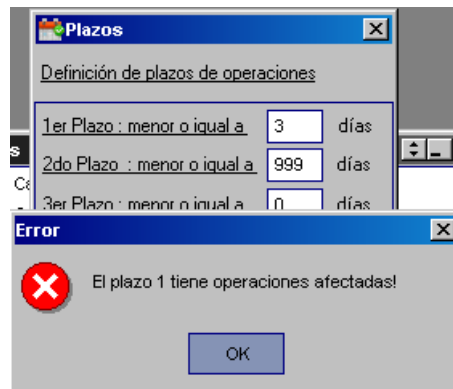 Plazos
Definición de plazos de operaciones
1er Plazo : menor o igual a 3 días
2do Plazo : menor o igual a 999 días
3er Plazo : menor o igual a 0 días
Error
El plazo 1 tiene operaciones afectadas!
OK